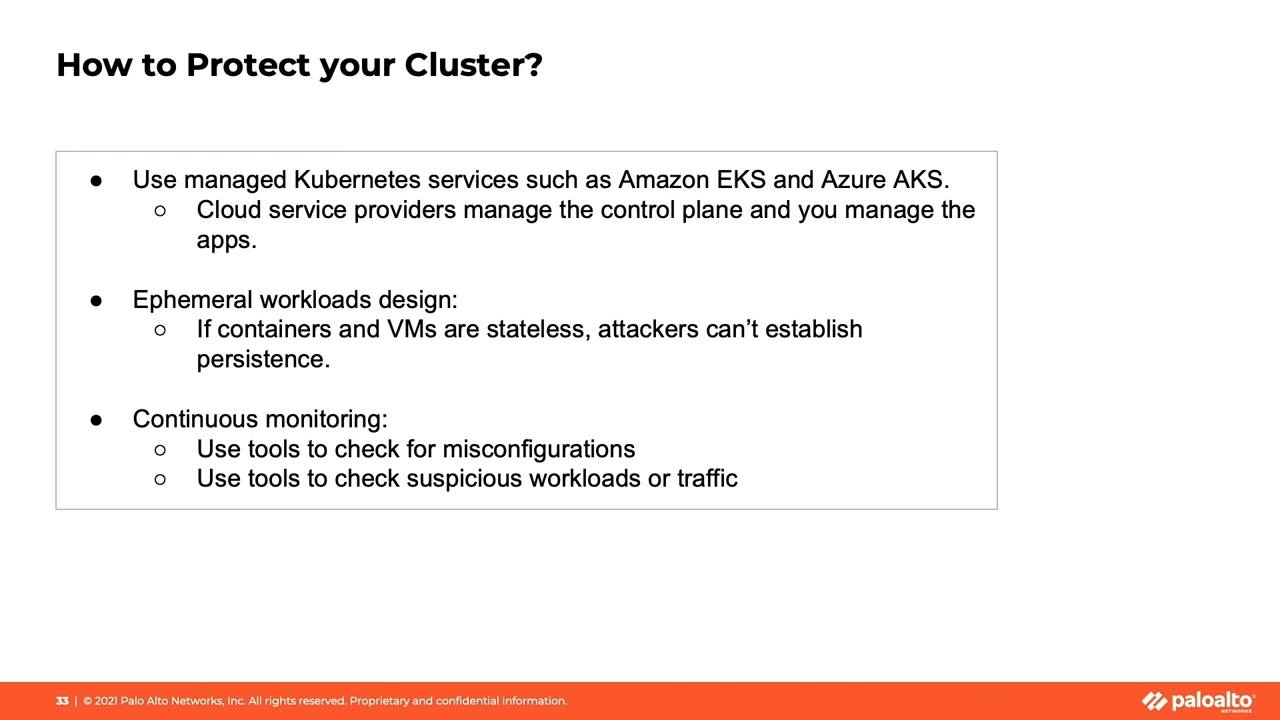 How to Protect your Cluster?
● Use managed Kubernetes services such as Amazon EKS and Azure AKS.
○ Cloud service providers manage the control plane and you manage the
apps.
● Ephemeral workloads design:
○ If containers and VMs are stateless, attackers can’t establish
persistence.
● Continuous monitoring:
○ Use tools to check for misconfigurations
○ Use tools to check suspicious workloads or traffic
33 | © 2021 Palo Alto Networks, Inc. All rights reserved. Proprietary and confidential information.
paloalto®
NETWORKS